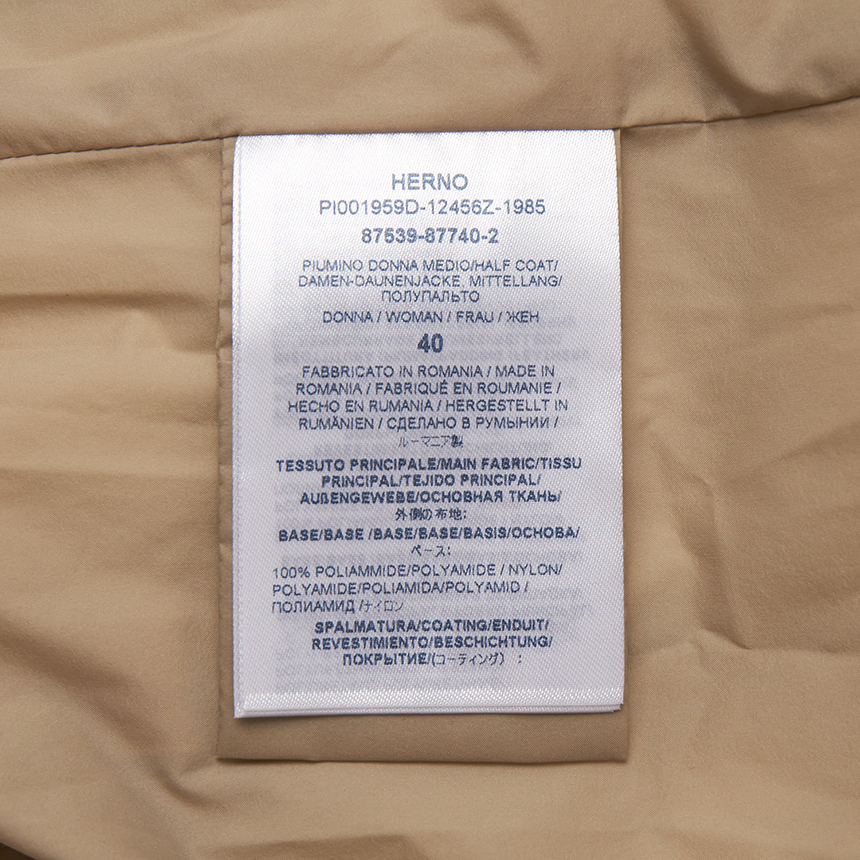 HERNO
PI001959D-12456Z-1985
87539-87740-2
PIUMINO DONNA MEDIO/HALF COAT/
DAMEN-DAUNENJACKE, MITTELLANG/
ПОЛУПАЛЬТО
DONNA / WOMAN / FRAU / ЖЕН
40
FABBRICATO IN ROMANIA / MADE IN
ROMANIA / FABRIQUÉ EN ROUMANIE /
HECHO EN RUMANIA / HERGESTELLT IN
RUMÄNIEN / СДЕЛАНО В РУМЫНИИ /
ルーマニア製
TESSUTO PRINCIPALE/MAIN FABRIC/TISSU
PRINCIPAL/TEJIDO PRINCIPAL/
AUßENGEWEBE/ОСНОВНАЯ ТКАНЬ/
外側の布地:
BASE/BASE /BASE/BASE/BASIS/ОСНОВА/
ベース:
100% POLIAMMIDE/POLYAMIDE / NYLON/
POLYAMIDE/POLIAMIDA/POLYAMID /
ПОЛИАМИД /ナイロン
SPALMATURA/COATING/ENDUIT/
REVESTIMIENTO/BESCHICHTUNG/
ПОКРЫТИЕ/(コーティング) :